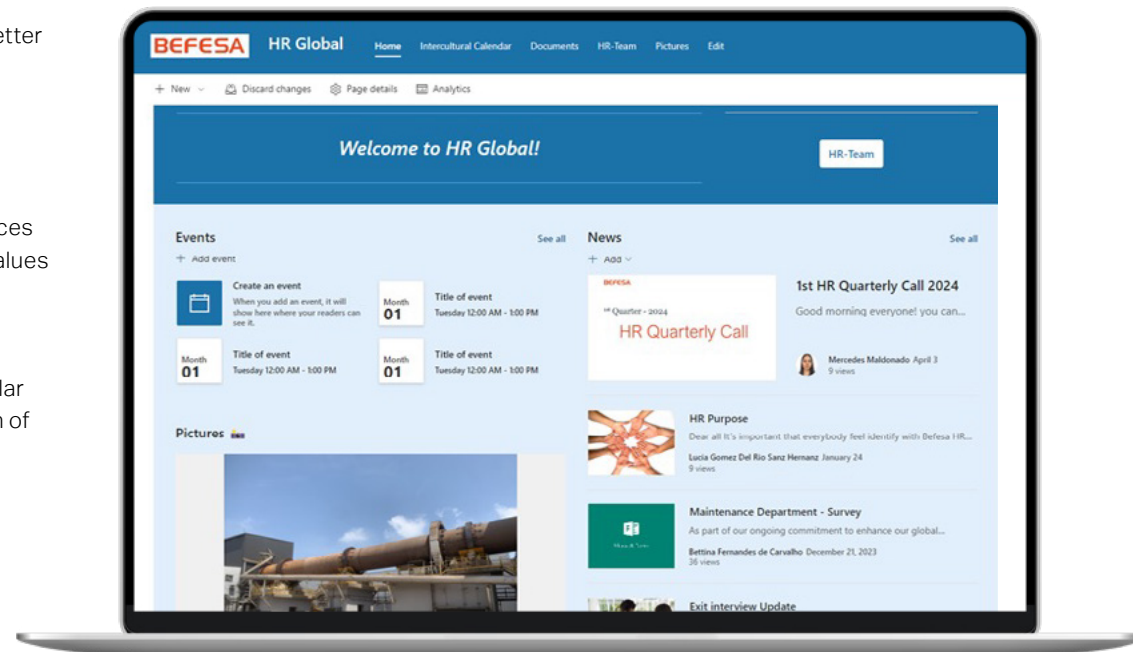 etter
ces
alues
lar
n of
BEFESA
HR Global
Home Intercultural Calendar Documents HR-Team Pictures Edit
+ New Discard changes Page details Analytics
Welcome to HR Global!
HR-Team
Events See all
+ Add event
Create an event
When you add an event, it will
show here where your readers can
see it.
Month
01
Title of event
Tuesday 12:00 AM - 1:00 PM
Month
01
Title of event
Tuesday 12:00 AM - 1:00 PM
Month
01
Title of event
Tuesday 12:00 AM - 1:00 PM
Pictures
News See all
+ Add
BEFESA
Quarter - 2024
HR Quarterly Call
1st HR Quarterly Call 2024
Good morning everyone! you can...
Mercedes Maldonado April 3
9 views
HR Purpose
Dear all It's important that everybody feel identify with Befesa HR...
Lucia Gomez Del Rio Sanz Hernanz January 24
9 views
Maintenance Department - Survey
As part of our ongoing commitment to enhance our global...
Bettina Fernandes de Carvalho December 21, 2023
36 views
Exit interview Update